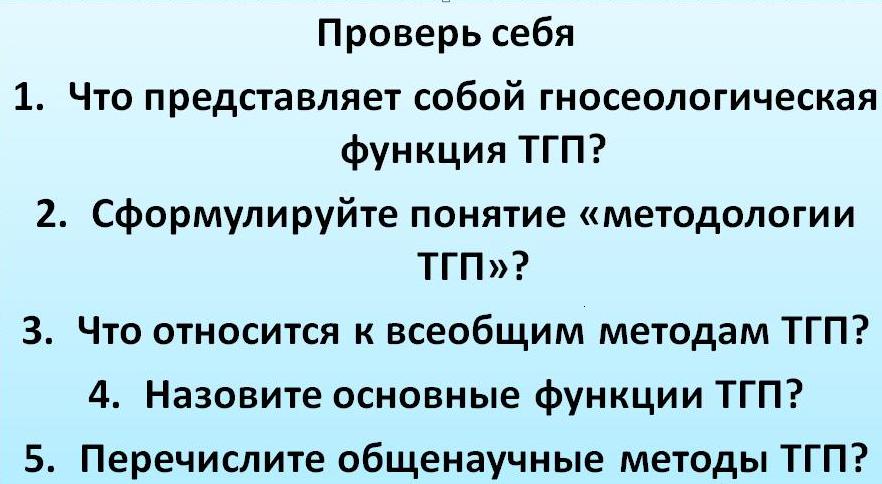 Проверь себя
1. Что представляет собой гносеологическая
функция ТГП?
2. Сформулируйте понятие «методологии
ТГП»?
3. Что относится к всеобщим методам ТГП?
4. Назовите основные функции ТГП?
5. Перечислите общенаучные методы ТГП?